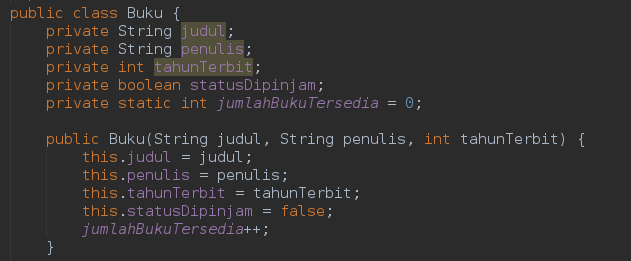 public class Buku {
    private String judul;
    private String penulis;
    private int tahunTerbit;
    private boolean statusDipinjam;
    private static int jumlahBukuTersedia = 0;

    public Buku(String judul, String penulis, int tahunTerbit) {
        this.judul = judul;
        this.penulis = penulis;
        this.tahunTerbit = tahunTerbit;
        this.statusDipinjam = false;
        jumlahBukuTersedia++;
    }